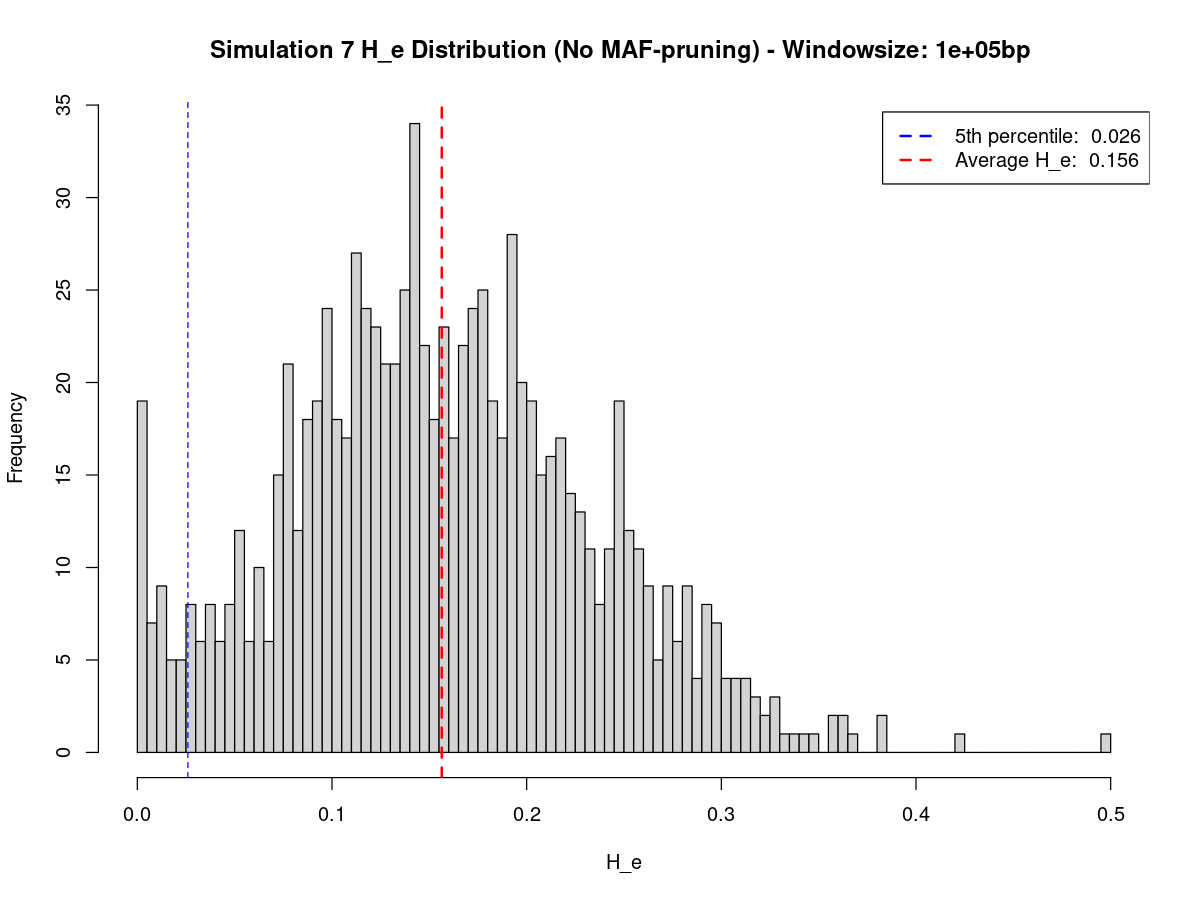 Simulation 7 H_e Distribution (No MAF-pruning) - Windowsize: 1e+05bp
5th percentile: 0.026
Average H_e: 0.156
Frequency
35
30
25
20
15
10
5
0
0.0 0.1 0.2 0.3 0.4 0.5
H_e